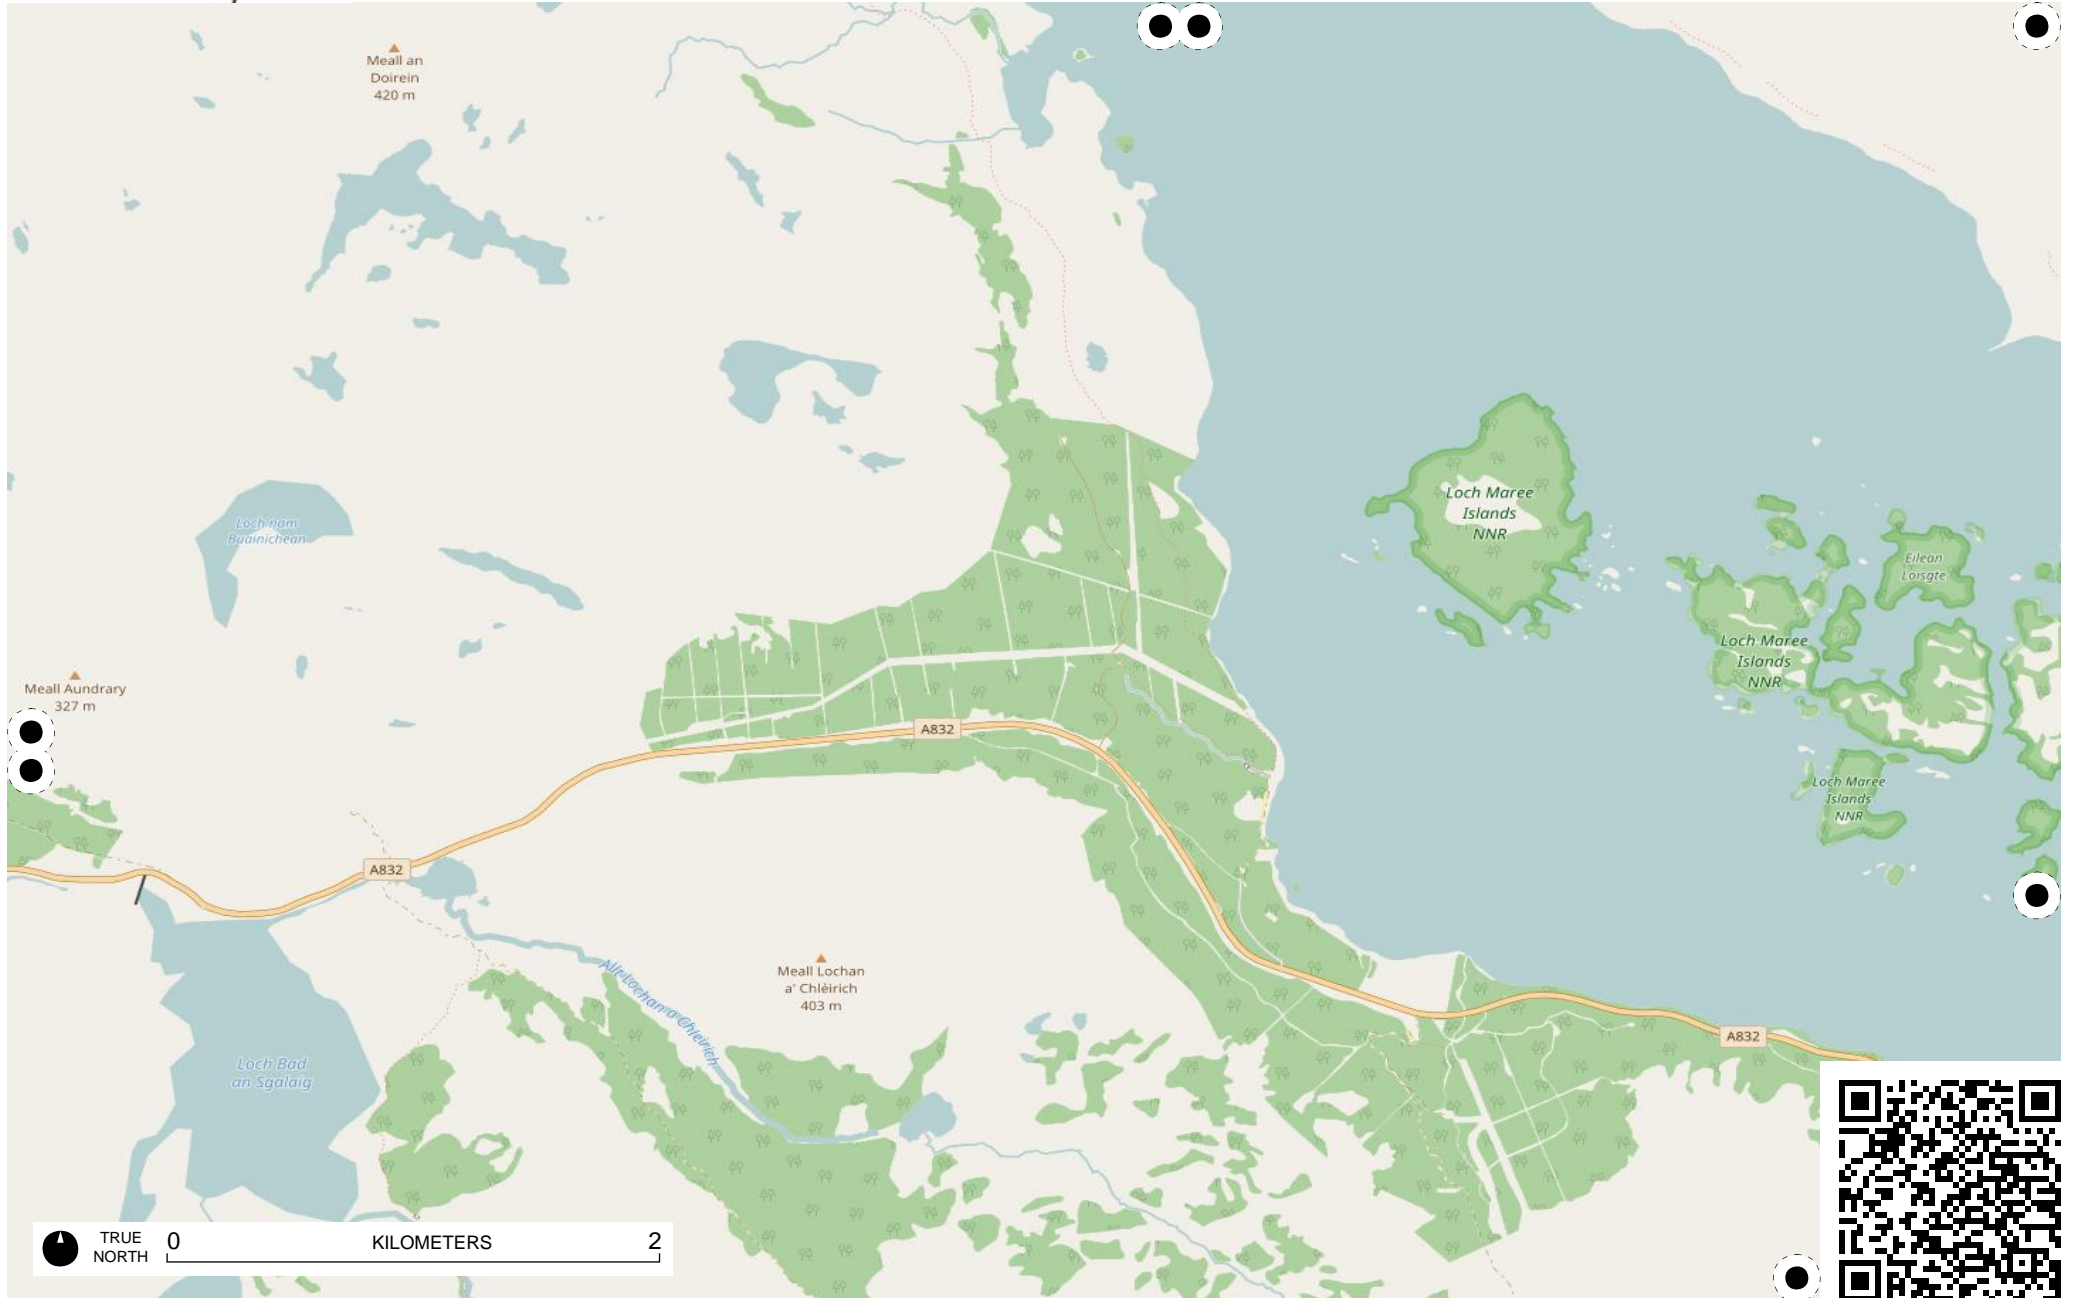 Meall an
Doirein
420 m
Loch nam
Buainichean
Loch Maree
Islands
NNR
Eilean
Loisgte
Loch Maree
Islands
NNR
Meall Aundrary
327 m
A832
Loch Maree
Islands
NNR
A832
Meall Lochan
a' Chlèirich
403 m
Allt Lochan a Chleirich
A832
Loch Bad
an Sgalaig
TRUE
NORTH
0 KILOMETERS 2